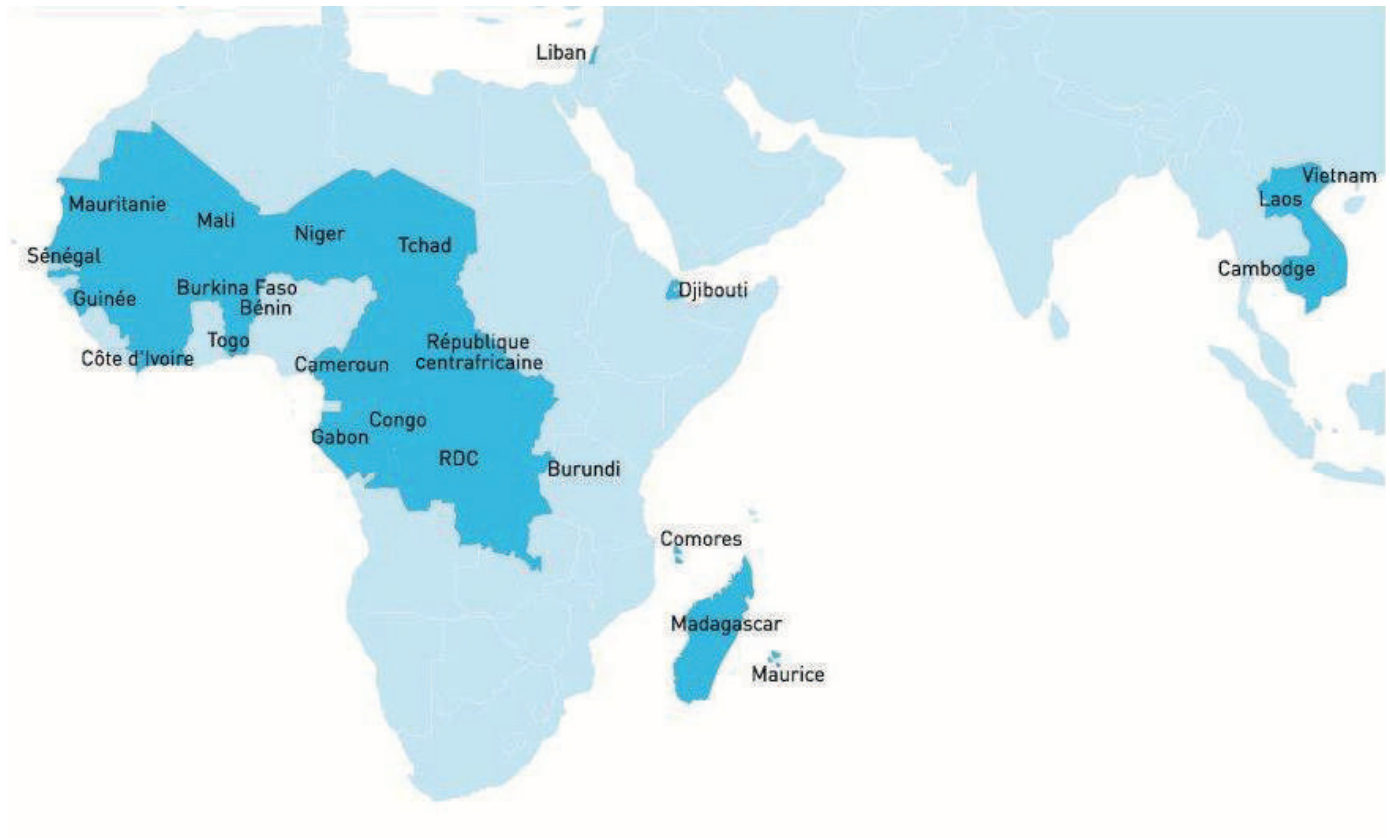 Liban
Vietnam
Laos
Mauritanie
Mali
Niger
Tchad
Sénégal
Cambodge
Burkina Faso
Djibouti
Guinée
Bénin
Togo
République
centrafricaine
Côte d'Ivoire
Cameroun
Congo
Gabon
RDC
Burundi
Comores
Madagascar
Maurice